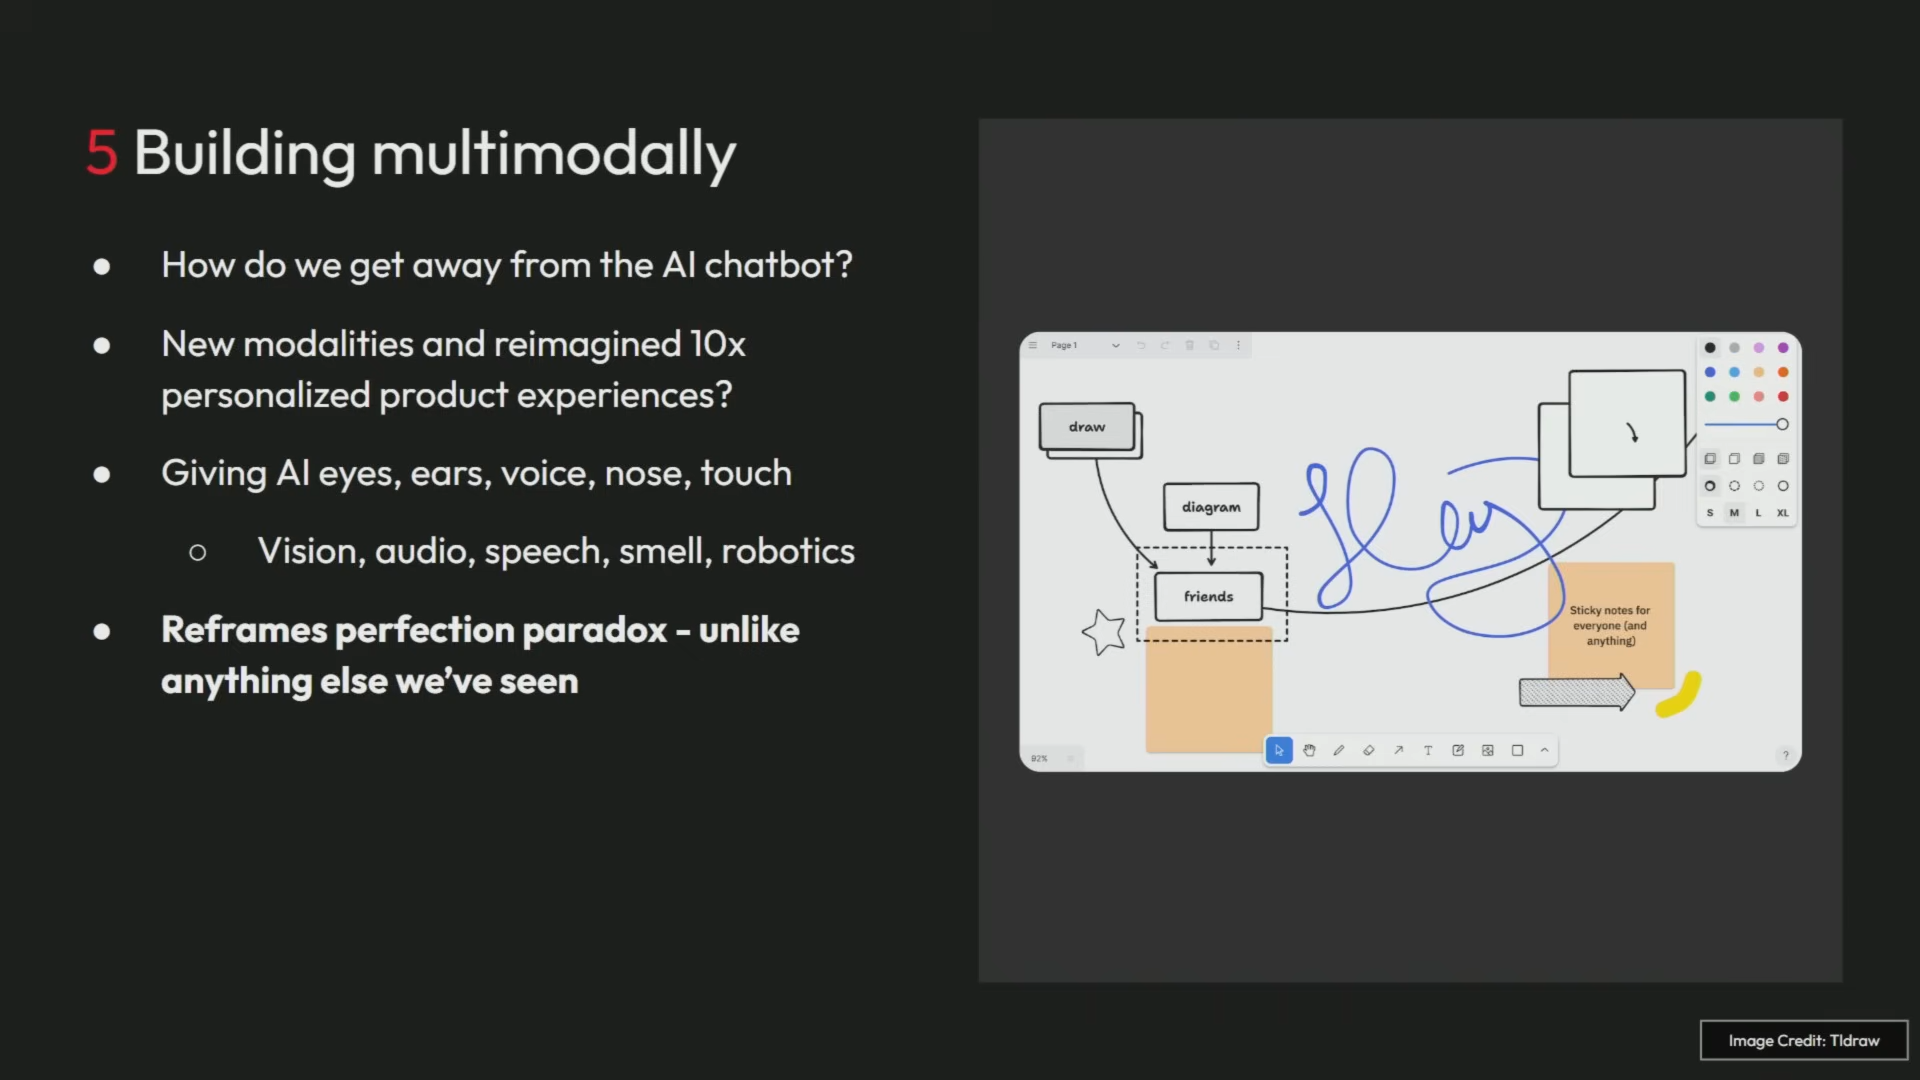 5 Building multimodally
● How do we get away from the AI chatbot?
● New modalities and reimagined 10x
personalized product experiences?
● Giving AI eyes, ears, voice, nose, touch
○ Vision, audio, speech, smell, robotics
● Reframes perfection paradox - unlike
anything else we've seen
Page 1
draw
diagram
friends
Hey
Sticky notes for
everyone (and
anything)
S M L XL
92%
T
?
Image Credit: Tldraw